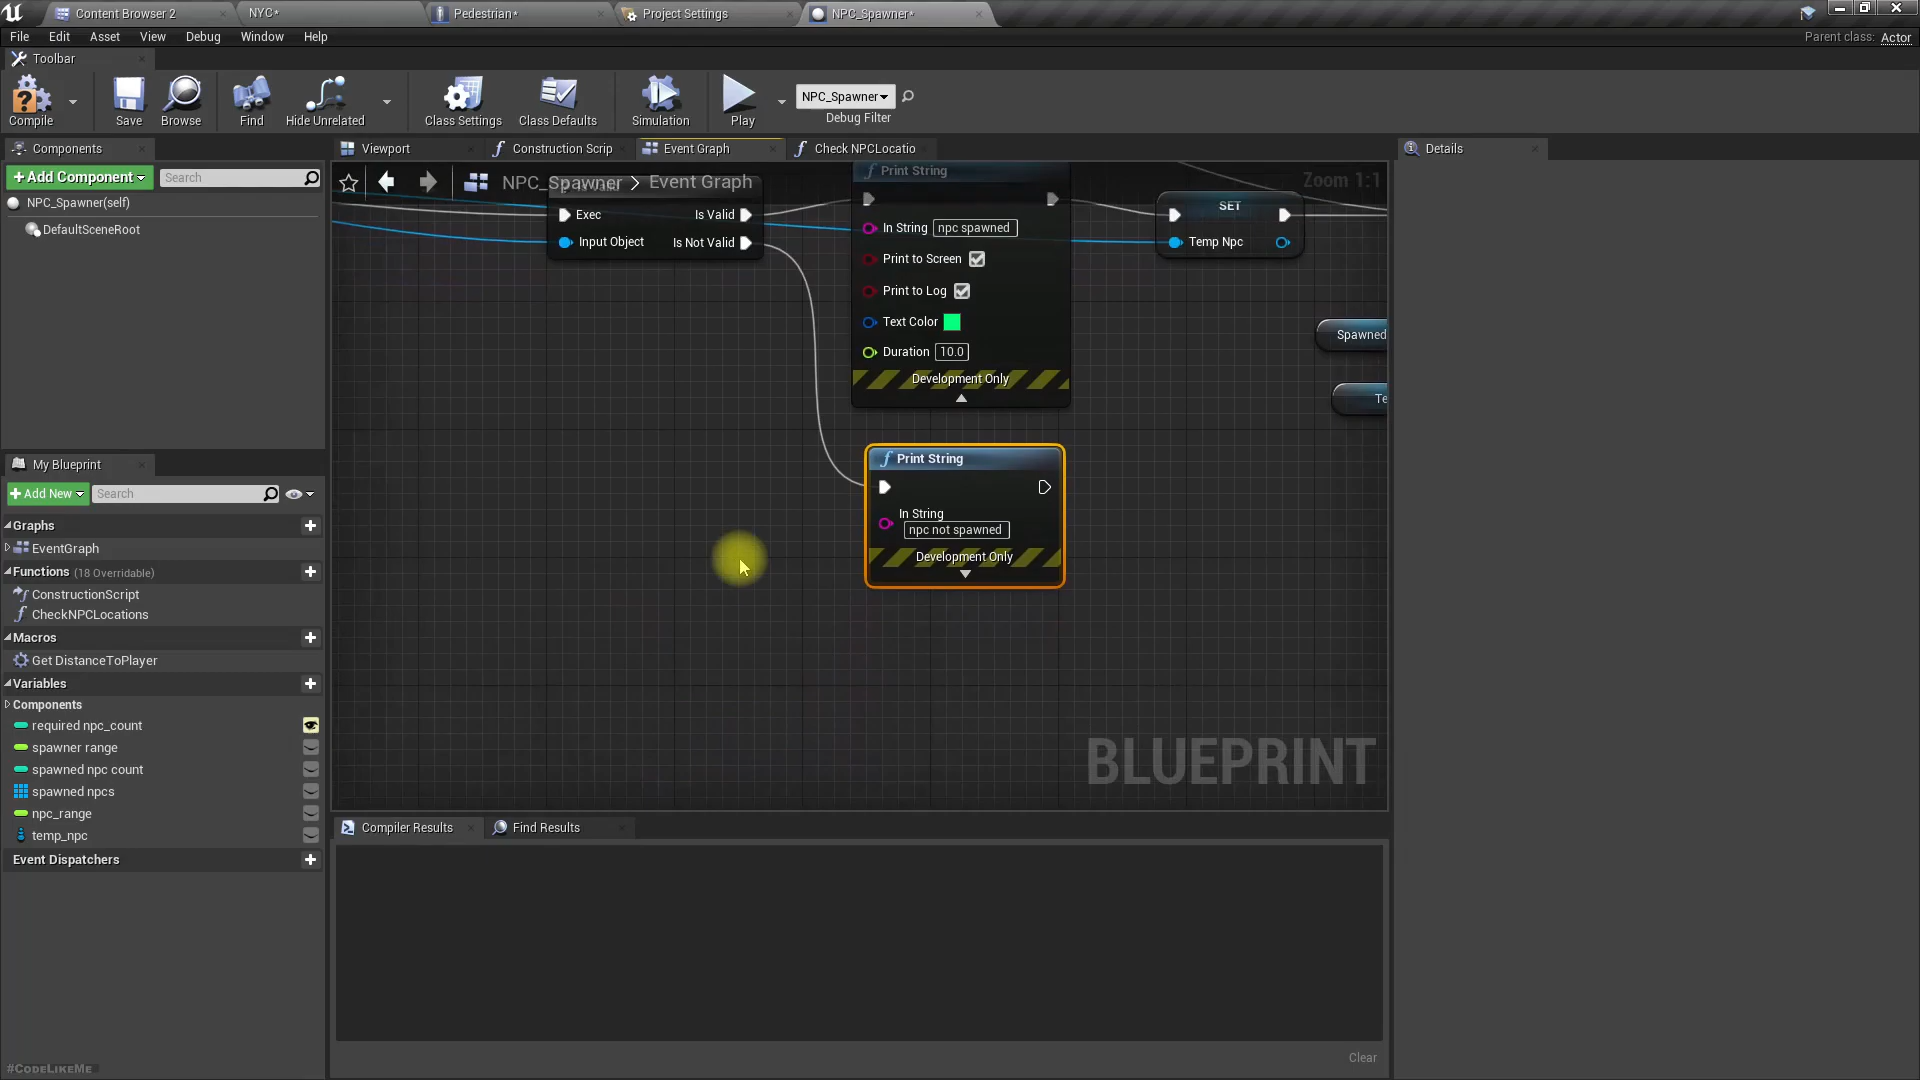 Content Browser 2
NYC*
Pedestrian*
Project Settings
NPC_Spawner*
File Edit Asset View Debug Window Help
Parent class: Actor
Toolbar
Compile
Save
Browse
Find
Hide Unrelated
Class Settings
Class Defaults
Simulation
Play
NPC_Spawner
Debug Filter
Components
+Add Component
Search
NPC_Spawner(self)
DefaultSceneRoot
My Blueprint
+Add New
Search
Graphs
EventGraph
Functions (18 Overridable)
ConstructionScript
CheckNPCLocations
Macros
Get DistanceToPlayer
Variables
Components
required npc_count
spawner range
spawned npc count
spawned npcs
npc_range
temp_npc
Event Dispatchers
#CodeLikeMe
Viewport
Construction Scrip
Event Graph
Check NPCLocatio
NPC_Spawner > Event Graph
Zoom 1:1
Exec
Is Valid
Input Object
Is Not Valid
Print String
In String npc spawned
Print to Screen
Print to Log
Text Color
Duration 10.0
Development Only
SET
Temp Npc
Spawned
Te
Print String
In String
npc not spawned
Development Only
BLUEPRINT
Compiler Results
Find Results
Clear
Details